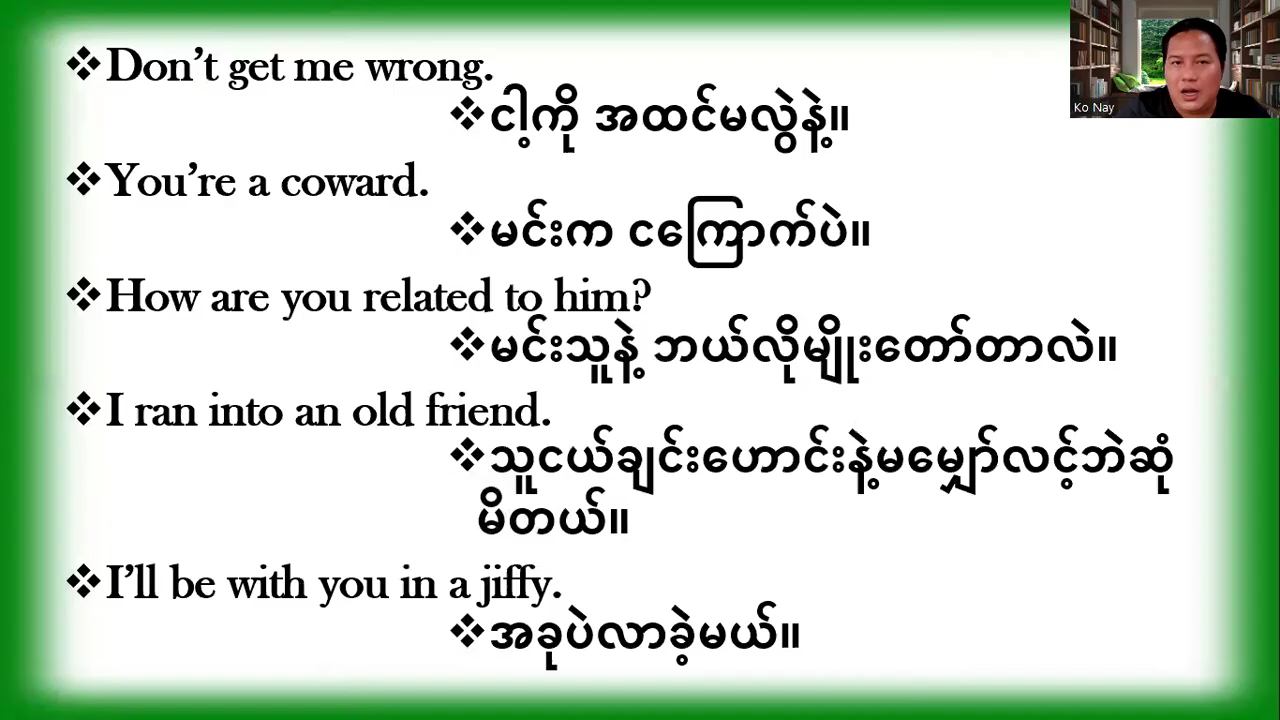 ❖Don’t get me wrong.
❖ငါ့ကို အထင်မလွဲနဲ့။
❖You’re a coward.
❖မင်းက ငကြောက်ပဲ။
❖How are you related to him?
❖မင်းသူနဲ့ ဘယ်လိုမျိုးတော်တာလဲ။
❖I ran into an old friend.
❖သူငယ်ချင်းဟောင်းနဲ့မမျှော်လင့်ဘဲဆုံ
မိတယ်။
❖I’ll be with you in a jiffy.
❖အခုပဲလာခဲ့မယ်။
Ko Nay